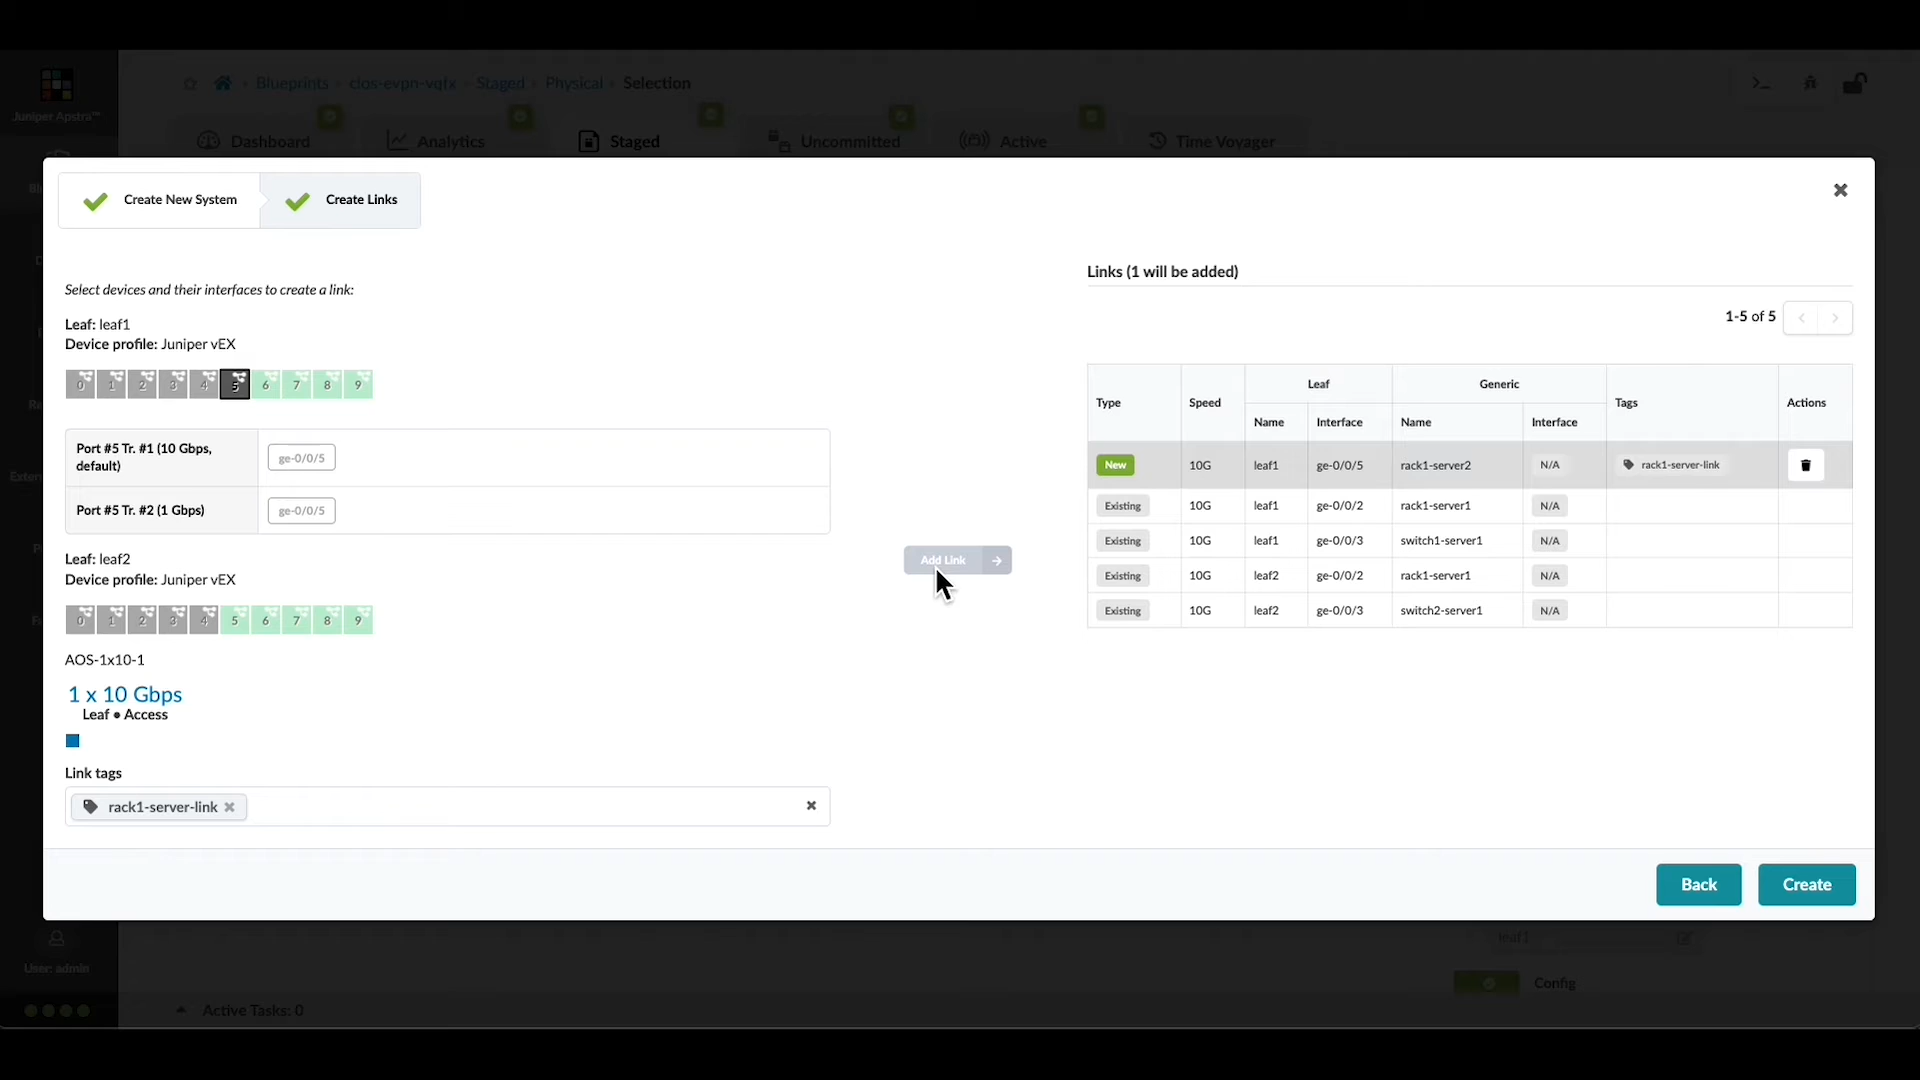 Juniper Apstra™
Blueprints
clos-evpn-vqfx
Staged
Physical
Selection
Dashboard
Analytics
Staged
Uncommitted
Active
Time Voyager
Create New System
Create Links
Select devices and their interfaces to create a link:
Leaf: leaf1
Device profile: Juniper vEX
0 1 2 3 4 5 6 7 8 9
Port #5 Tr. #1 (10 Gbps, default)
ge-0/0/5
Port #5 Tr. #2 (1 Gbps)
ge-0/0/5
Leaf: leaf2
Device profile: Juniper vEX
0 1 2 3 4 5 6 7 8 9
AOS-1x10-1
1 x 10 Gbps
Leaf • Access
Link tags
rack1-server-link
Add Link
Links (1 will be added)
1-5 of 5
Type Speed Leaf Generic Tags Actions
Name Interface Name Interface
New 10G leaf1 ge-0/0/5 rack1-server2 N/A rack1-server-link
Existing 10G leaf1 ge-0/0/2 rack1-server1 N/A
Existing 10G leaf1 ge-0/0/3 switch1-server1 N/A
Existing 10G leaf2 ge-0/0/2 rack1-server1 N/A
Existing 10G leaf2 ge-0/0/3 switch2-server1 N/A
Back
Create
leaf1
Config
User: admin
Active Tasks: 0